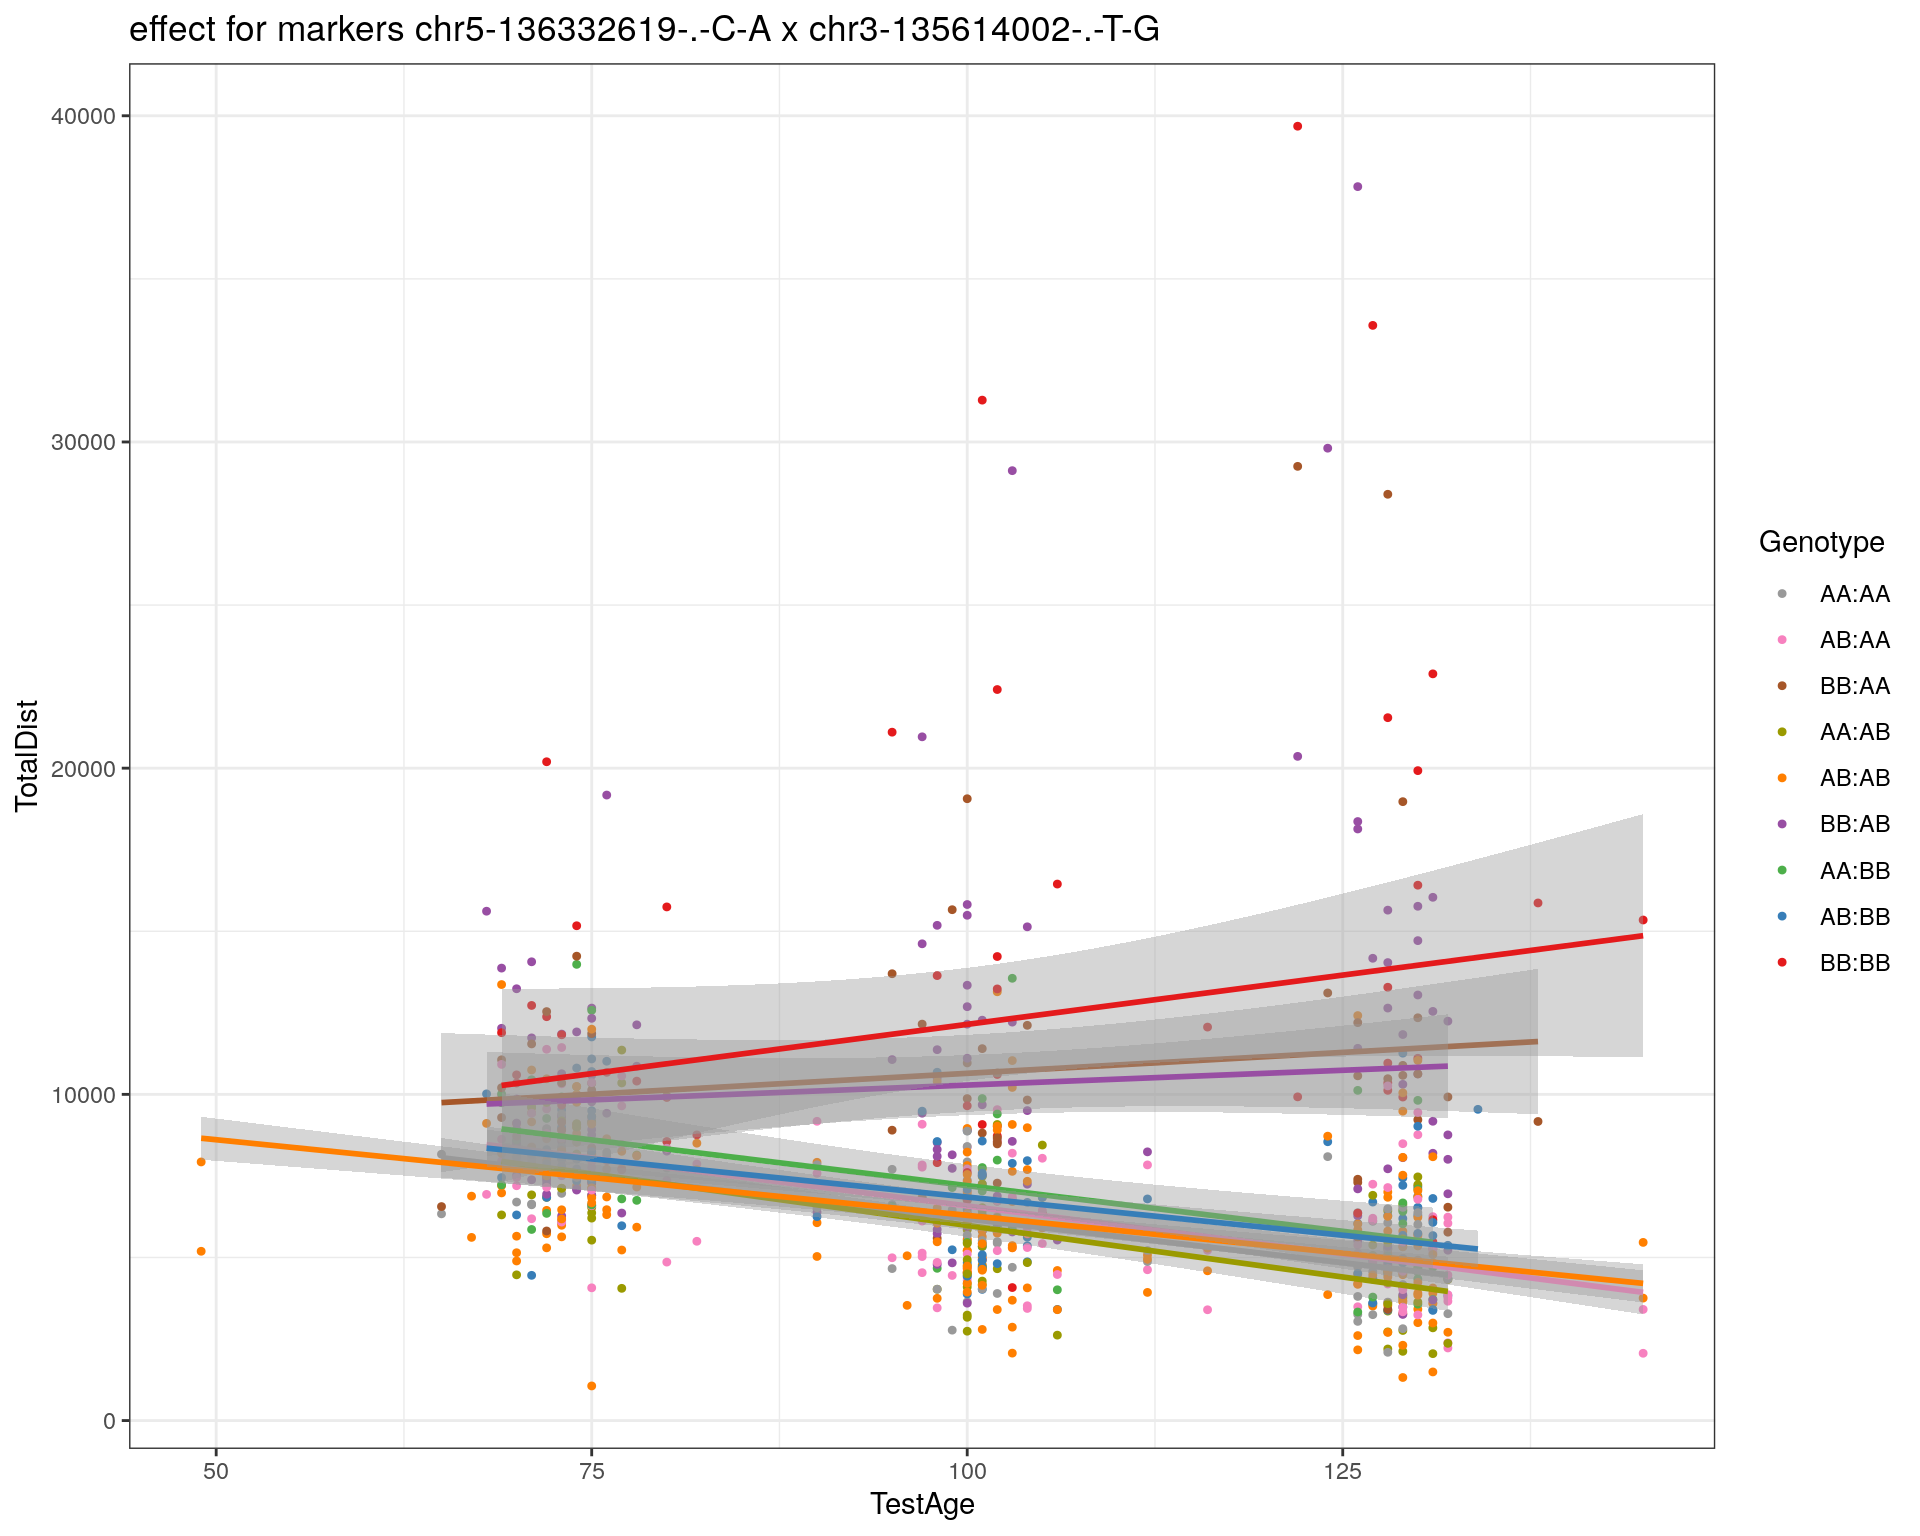 effect for markers chr5-136332619-.-C-A x chr3-135614002-.-T-G
40000
30000
20000
10000
0
TotalDist
50
75
100
125
TestAge
Genotype
AA:AA
AB:AA
BB:AA
AA:AB
AB:AB
BB:AB
AA:BB
AB:BB
BB:BB